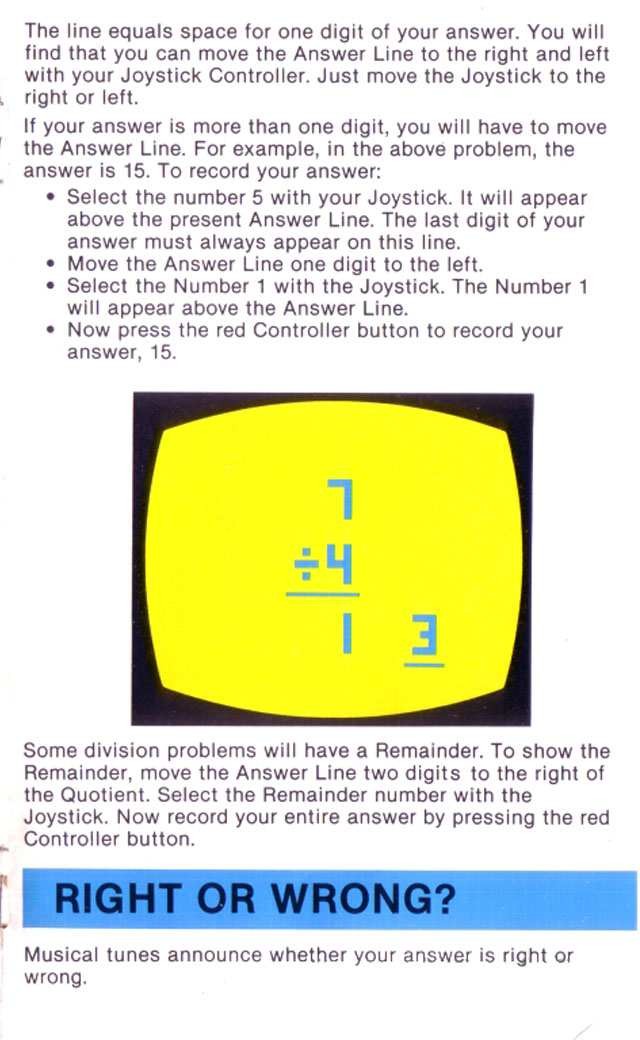 The line equals space for one digit of your answer. You will
find that you can move the Answer Line to the right and left
with your Joystick Controller. Just move the Joystick to the
right or left.
If your answer is more than one digit, you will have to move
the Answer Line. For example, in the above problem, the
answer is 15. To record your answer:
• Select the number 5 with your Joystick. It will appear
above the present Answer Line. The last digit of your
answer must always appear on this line.
• Move the Answer Line one digit to the left.
• Select the Number 1 with the Joystick. The Number 1
will appear above the Answer Line.
• Now press the red Controller button to record your
answer, 15.
7
÷4
1 3
Some division problems will have a Remainder. To show the
Remainder, move the Answer Line two digits to the right of
the Quotient. Select the Remainder number with the
Joystick. Now record your entire answer by pressing the red
Controller button.
RIGHT OR WRONG?
Musical tunes announce whether your answer is right or
wrong.